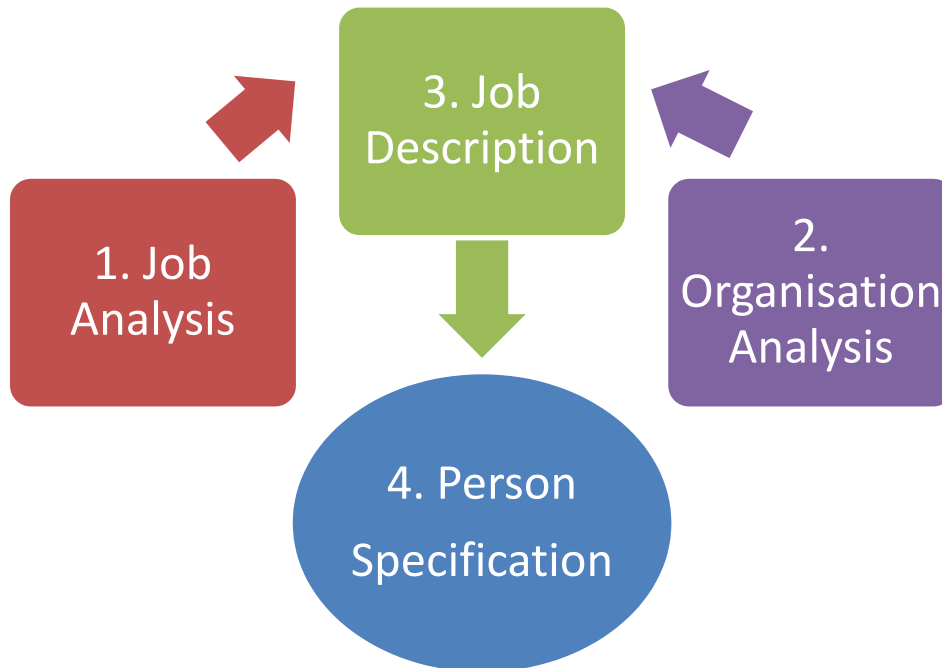 3. Job
Description
1. Job
Analysis
2.
Organisation
Analysis
4. Person
Specification